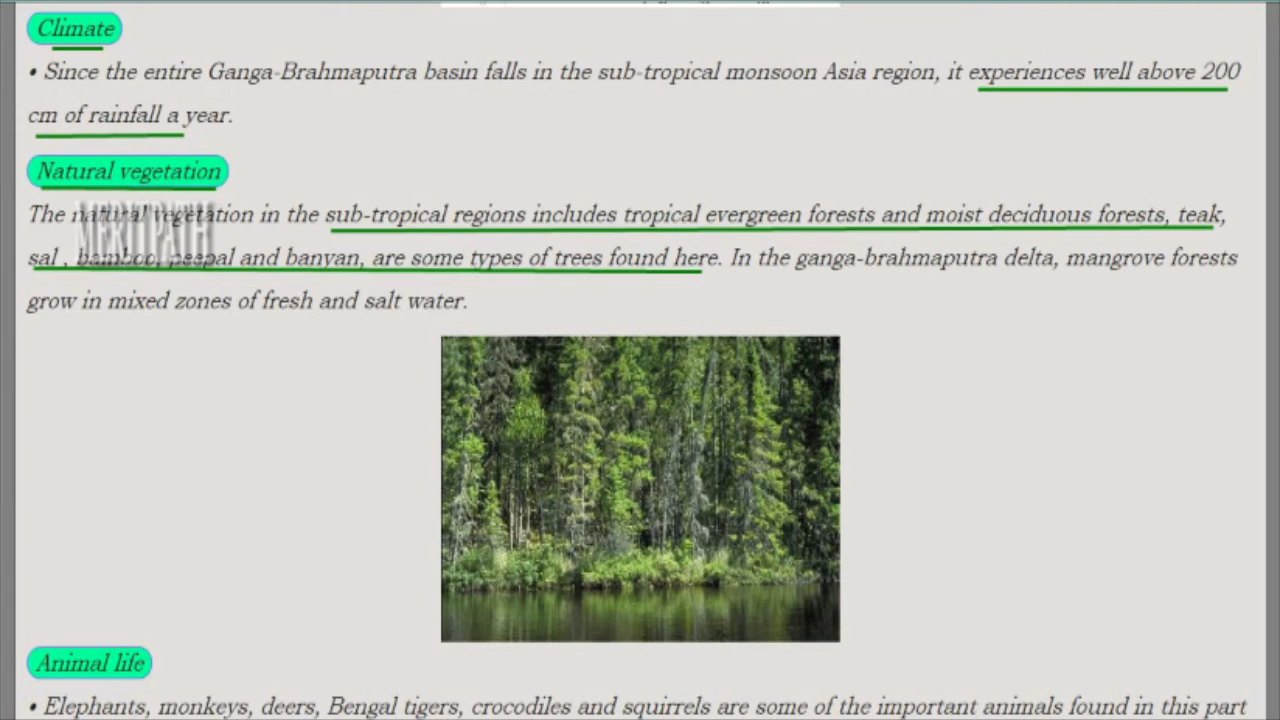 Climate
• Since the entire Ganga-Brahmaputra basin falls in the sub-tropical monsoon Asia region, it experiences well above 200
cm of rainfall a year.
Natural vegetation
The natural vegetation in the sub-tropical regions includes tropical evergreen forests and moist deciduous forests, teak,
MERITPATH
sal , bamboo, peepal and banyan, are some types of trees found here. In the ganga-brahmaputra delta, mangrove forests
grow in mixed zones of fresh and salt water.
Animal life
• Elephants, monkeys, deers, Bengal tigers, crocodiles and squirrels are some of the important animals found in this part